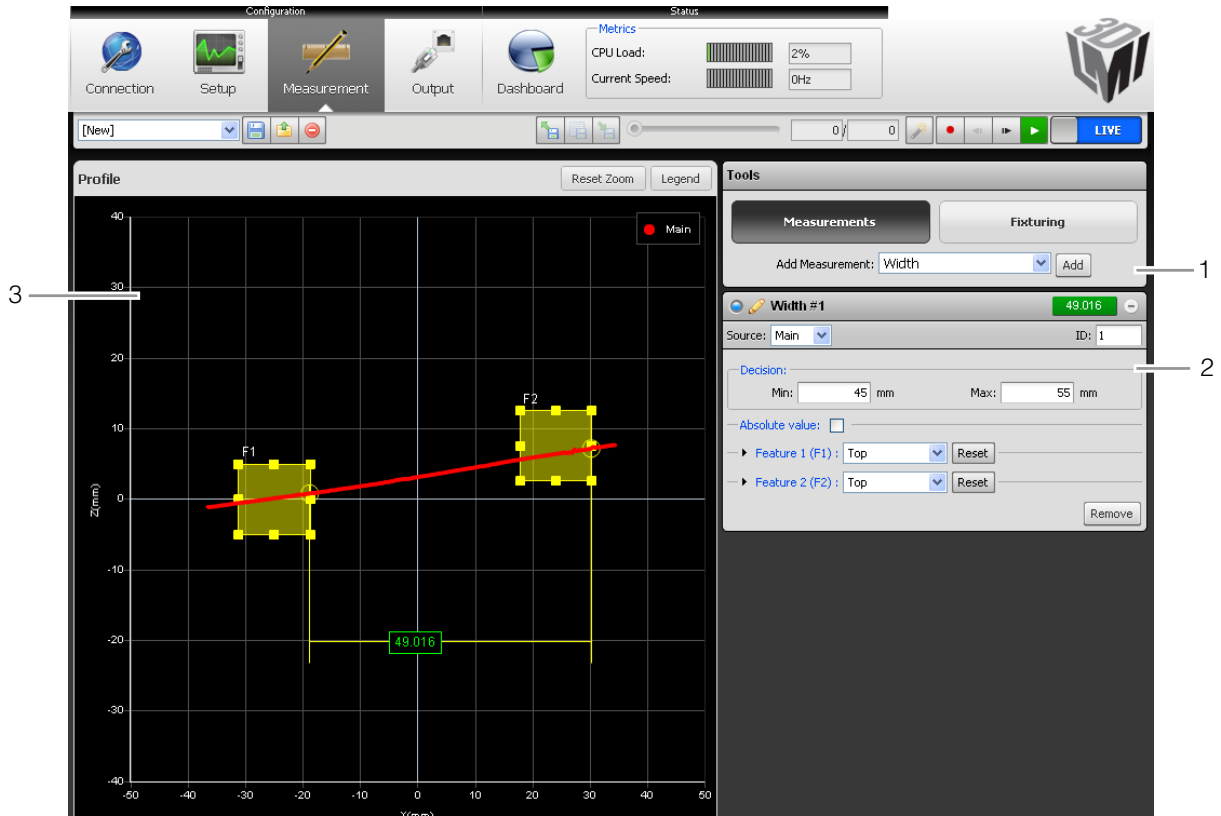 Configuration
Status
Connection
Setup
Measurement
Output
Dashboard
Metrics
CPU Load:
2%
Current Speed:
0Hz
3D
LMI
[New]
0/
0
LIVE
Profile
Reset Zoom
Legend
Main
40
30
20
10
0
-10
-20
-30
-40
Z(mm)
-50
-40
-30
-20
-10
0
10
20
30
40
50
X(mm)
F1
F2
49.016
Tools
Measurements
Fixturing
Add Measurement:
Width
Add
Width #1
49.016
Source:
Main
ID:
1
Decision:
Min:
45
mm
Max:
55
mm
Absolute value:
Feature 1 (F1) :
Top
Reset
Feature 2 (F2) :
Top
Reset
Remove
1
2
3